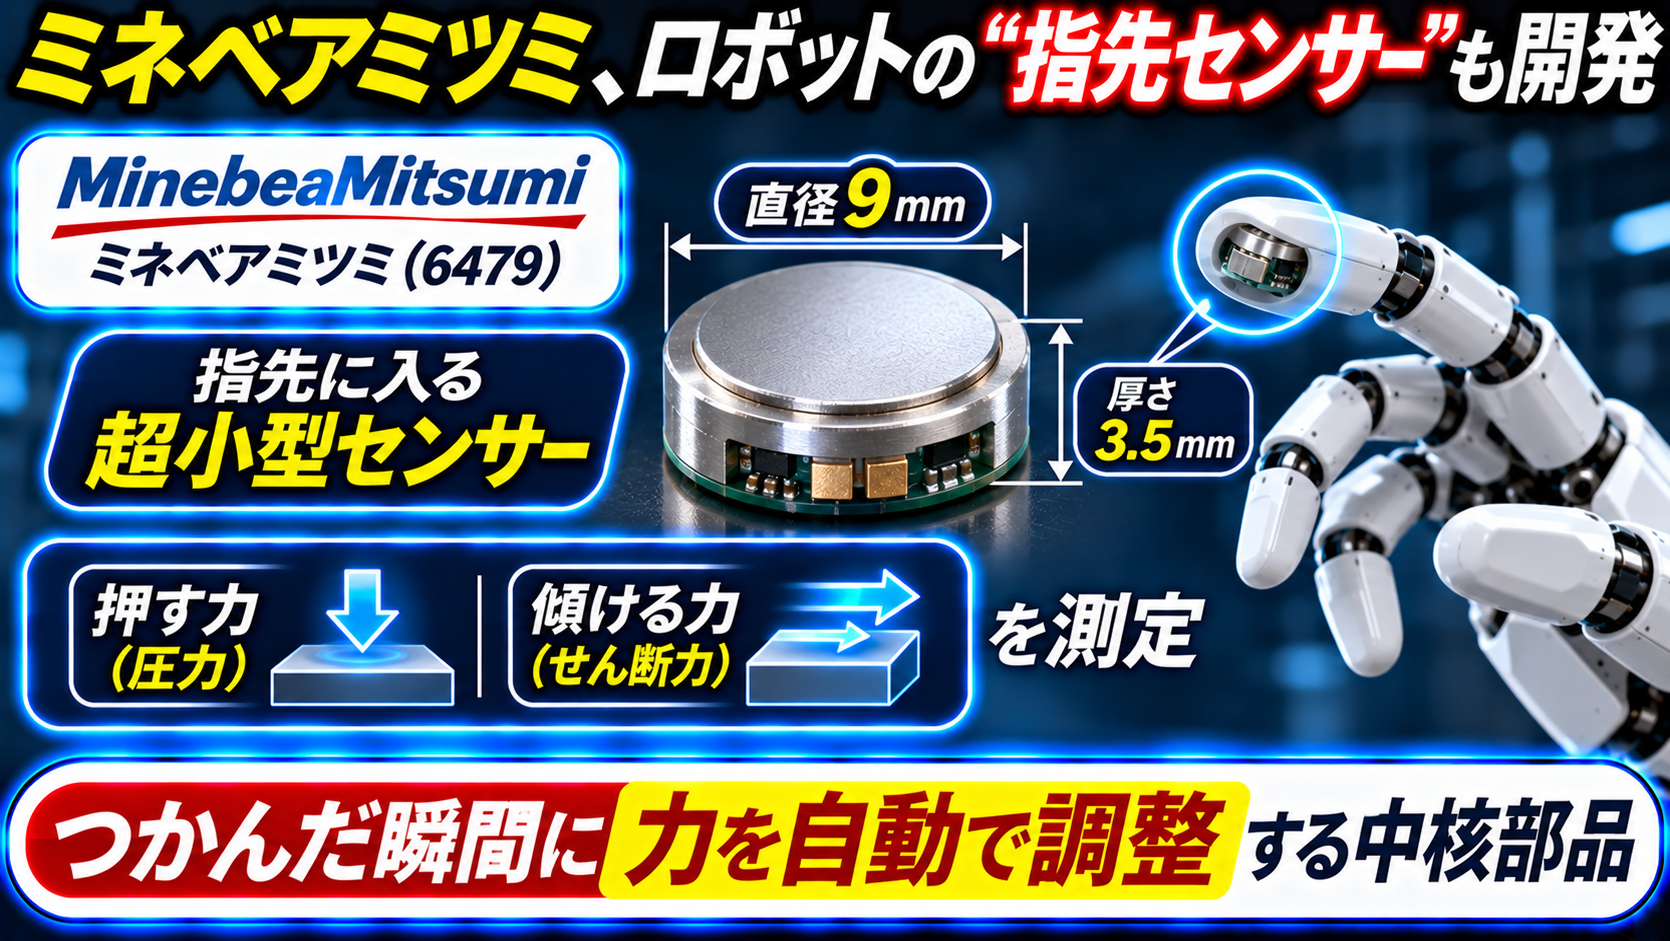 ミネベアミツミ、ロボットの“指先センサー”も開発
MinebeaMitsumi
ミネベアミツミ(6479)
直径9mm
厚さ
3.5mm
指先に入る
超小型センサー
押す力
(圧力)
傾ける力
(せん断力)
を測定
つかんだ瞬間に力を自動で調整する中核部品